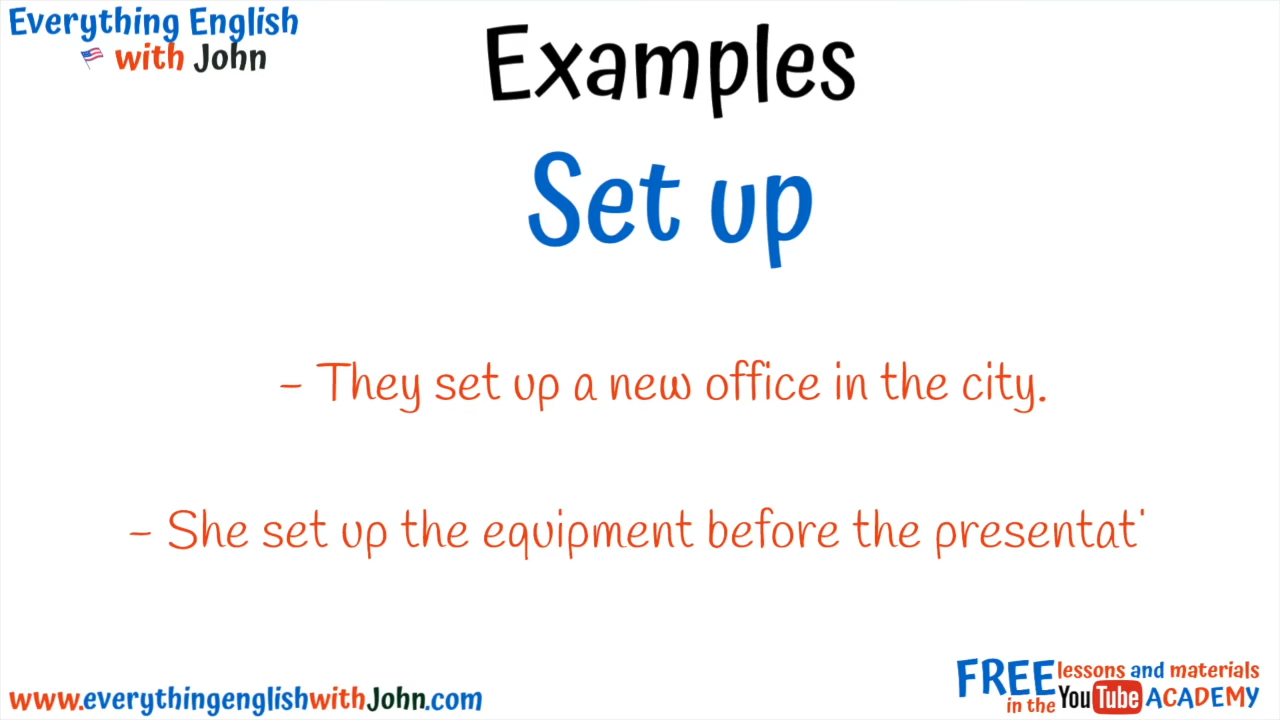 Everything English
with John
Examples
Set up
- They set up a new office in the city.
- She set up the equipment before the presentat
www.everythingenglishwithJohn.com
FREE lessons and materials
in the YouTube ACADEMY